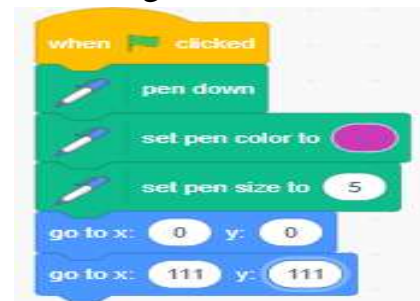 when clicked
pen down
set pen color to
set pen size to 5
go to x: 0 y: 0
go to x: 111 y: 111